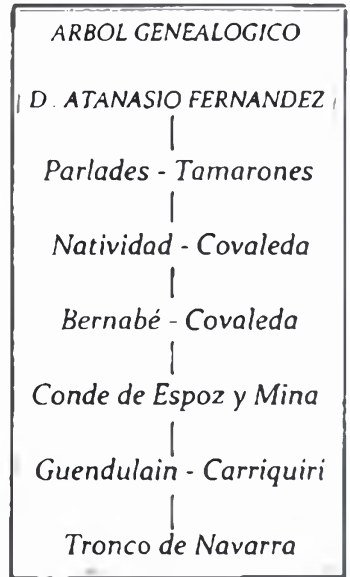 ARBOL GENEALOGICO
D. ATANASIO FERNANDEZ
Parlades - Tamarones
Natividad - Covaleda
Bernabé - Covaleda
Conde de Espoz y Mina
Guendulain - Carriquiri
Tronco de Navarra